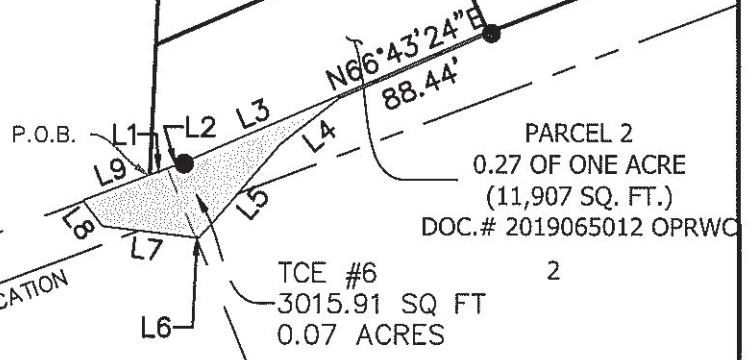 N66°43'24"E
88.44'
P.O.B.
L1
L2
L3
L4
L9
L5
L8
L7
L6
PARCEL 2
0.27 OF ONE ACRE
(11,907 SQ. FT.)
DOC.# 2019065012 OPRWC
2
TCE #6
3015.91 SQ FT
0.07 ACRES
CATION